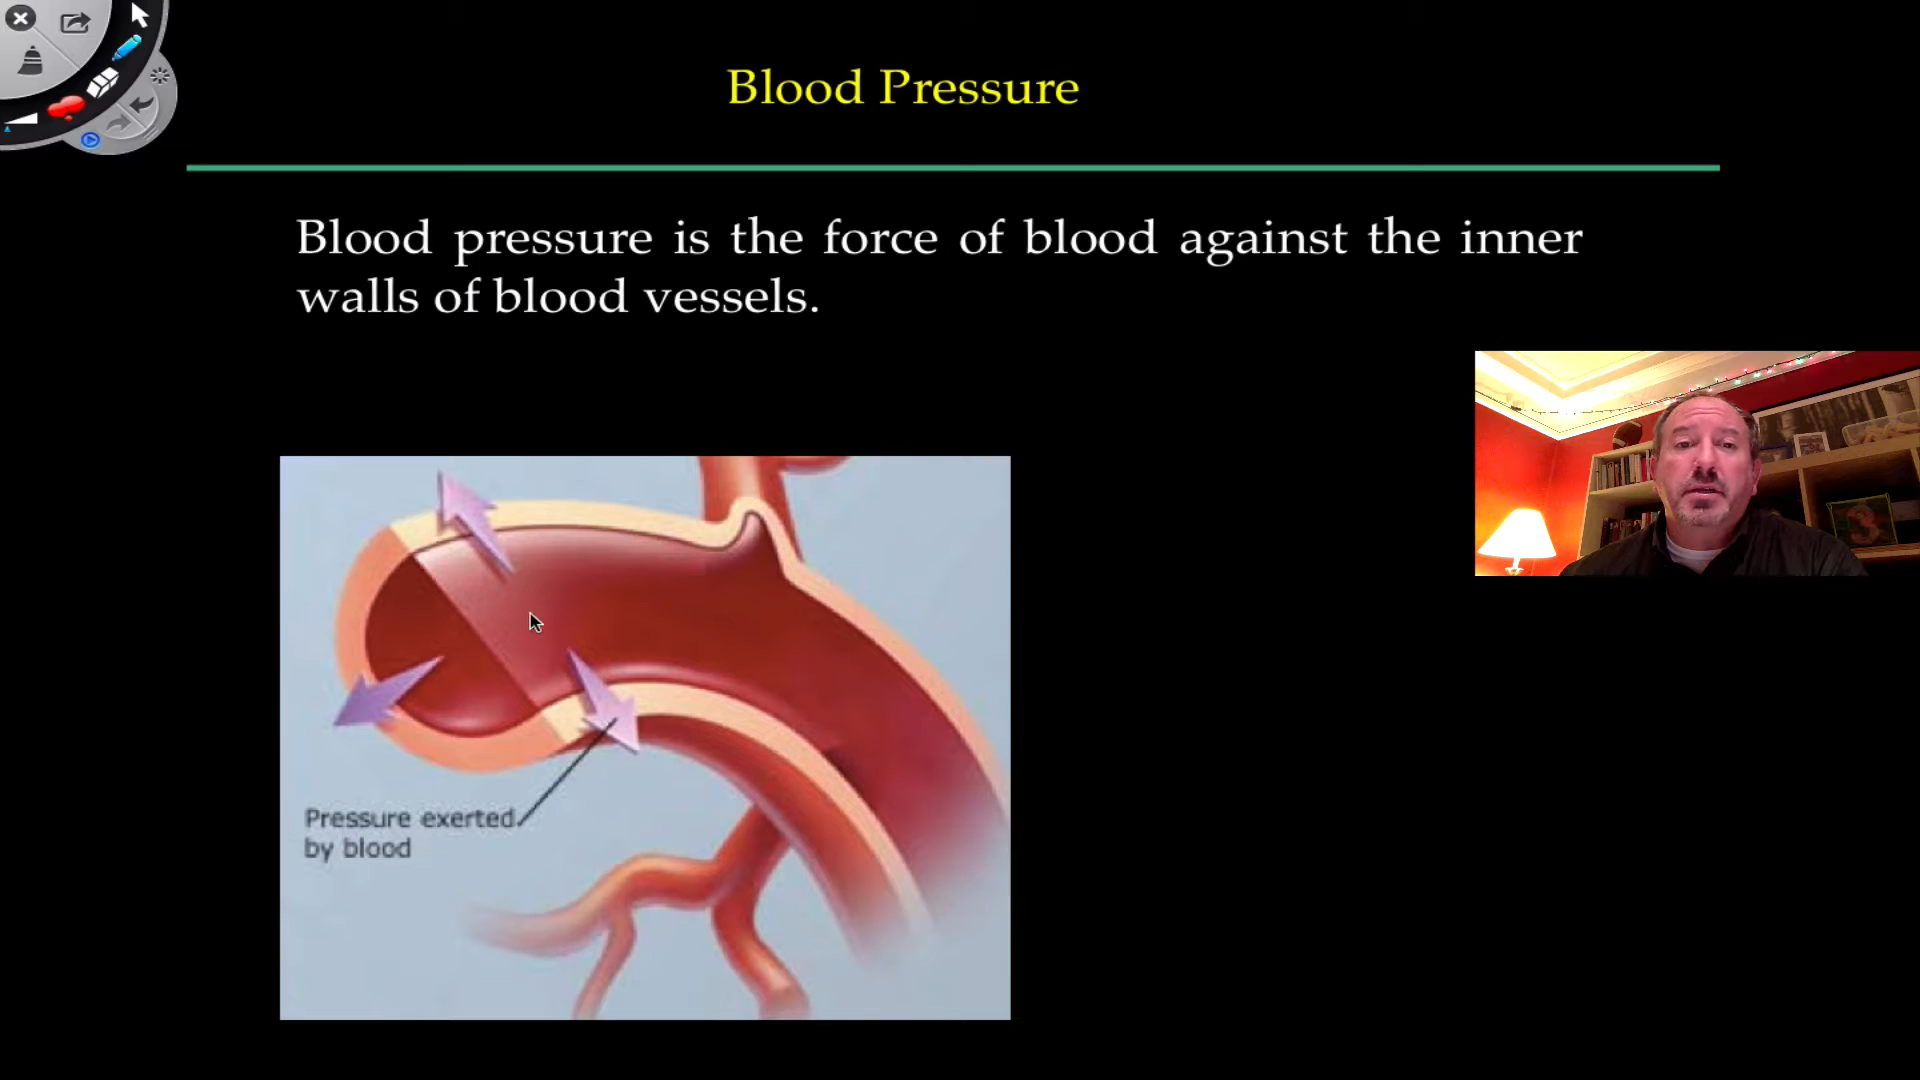 Blood Pressure
Blood pressure is the force of blood against the inner
walls of blood vessels.
Pressure exerted
by blood